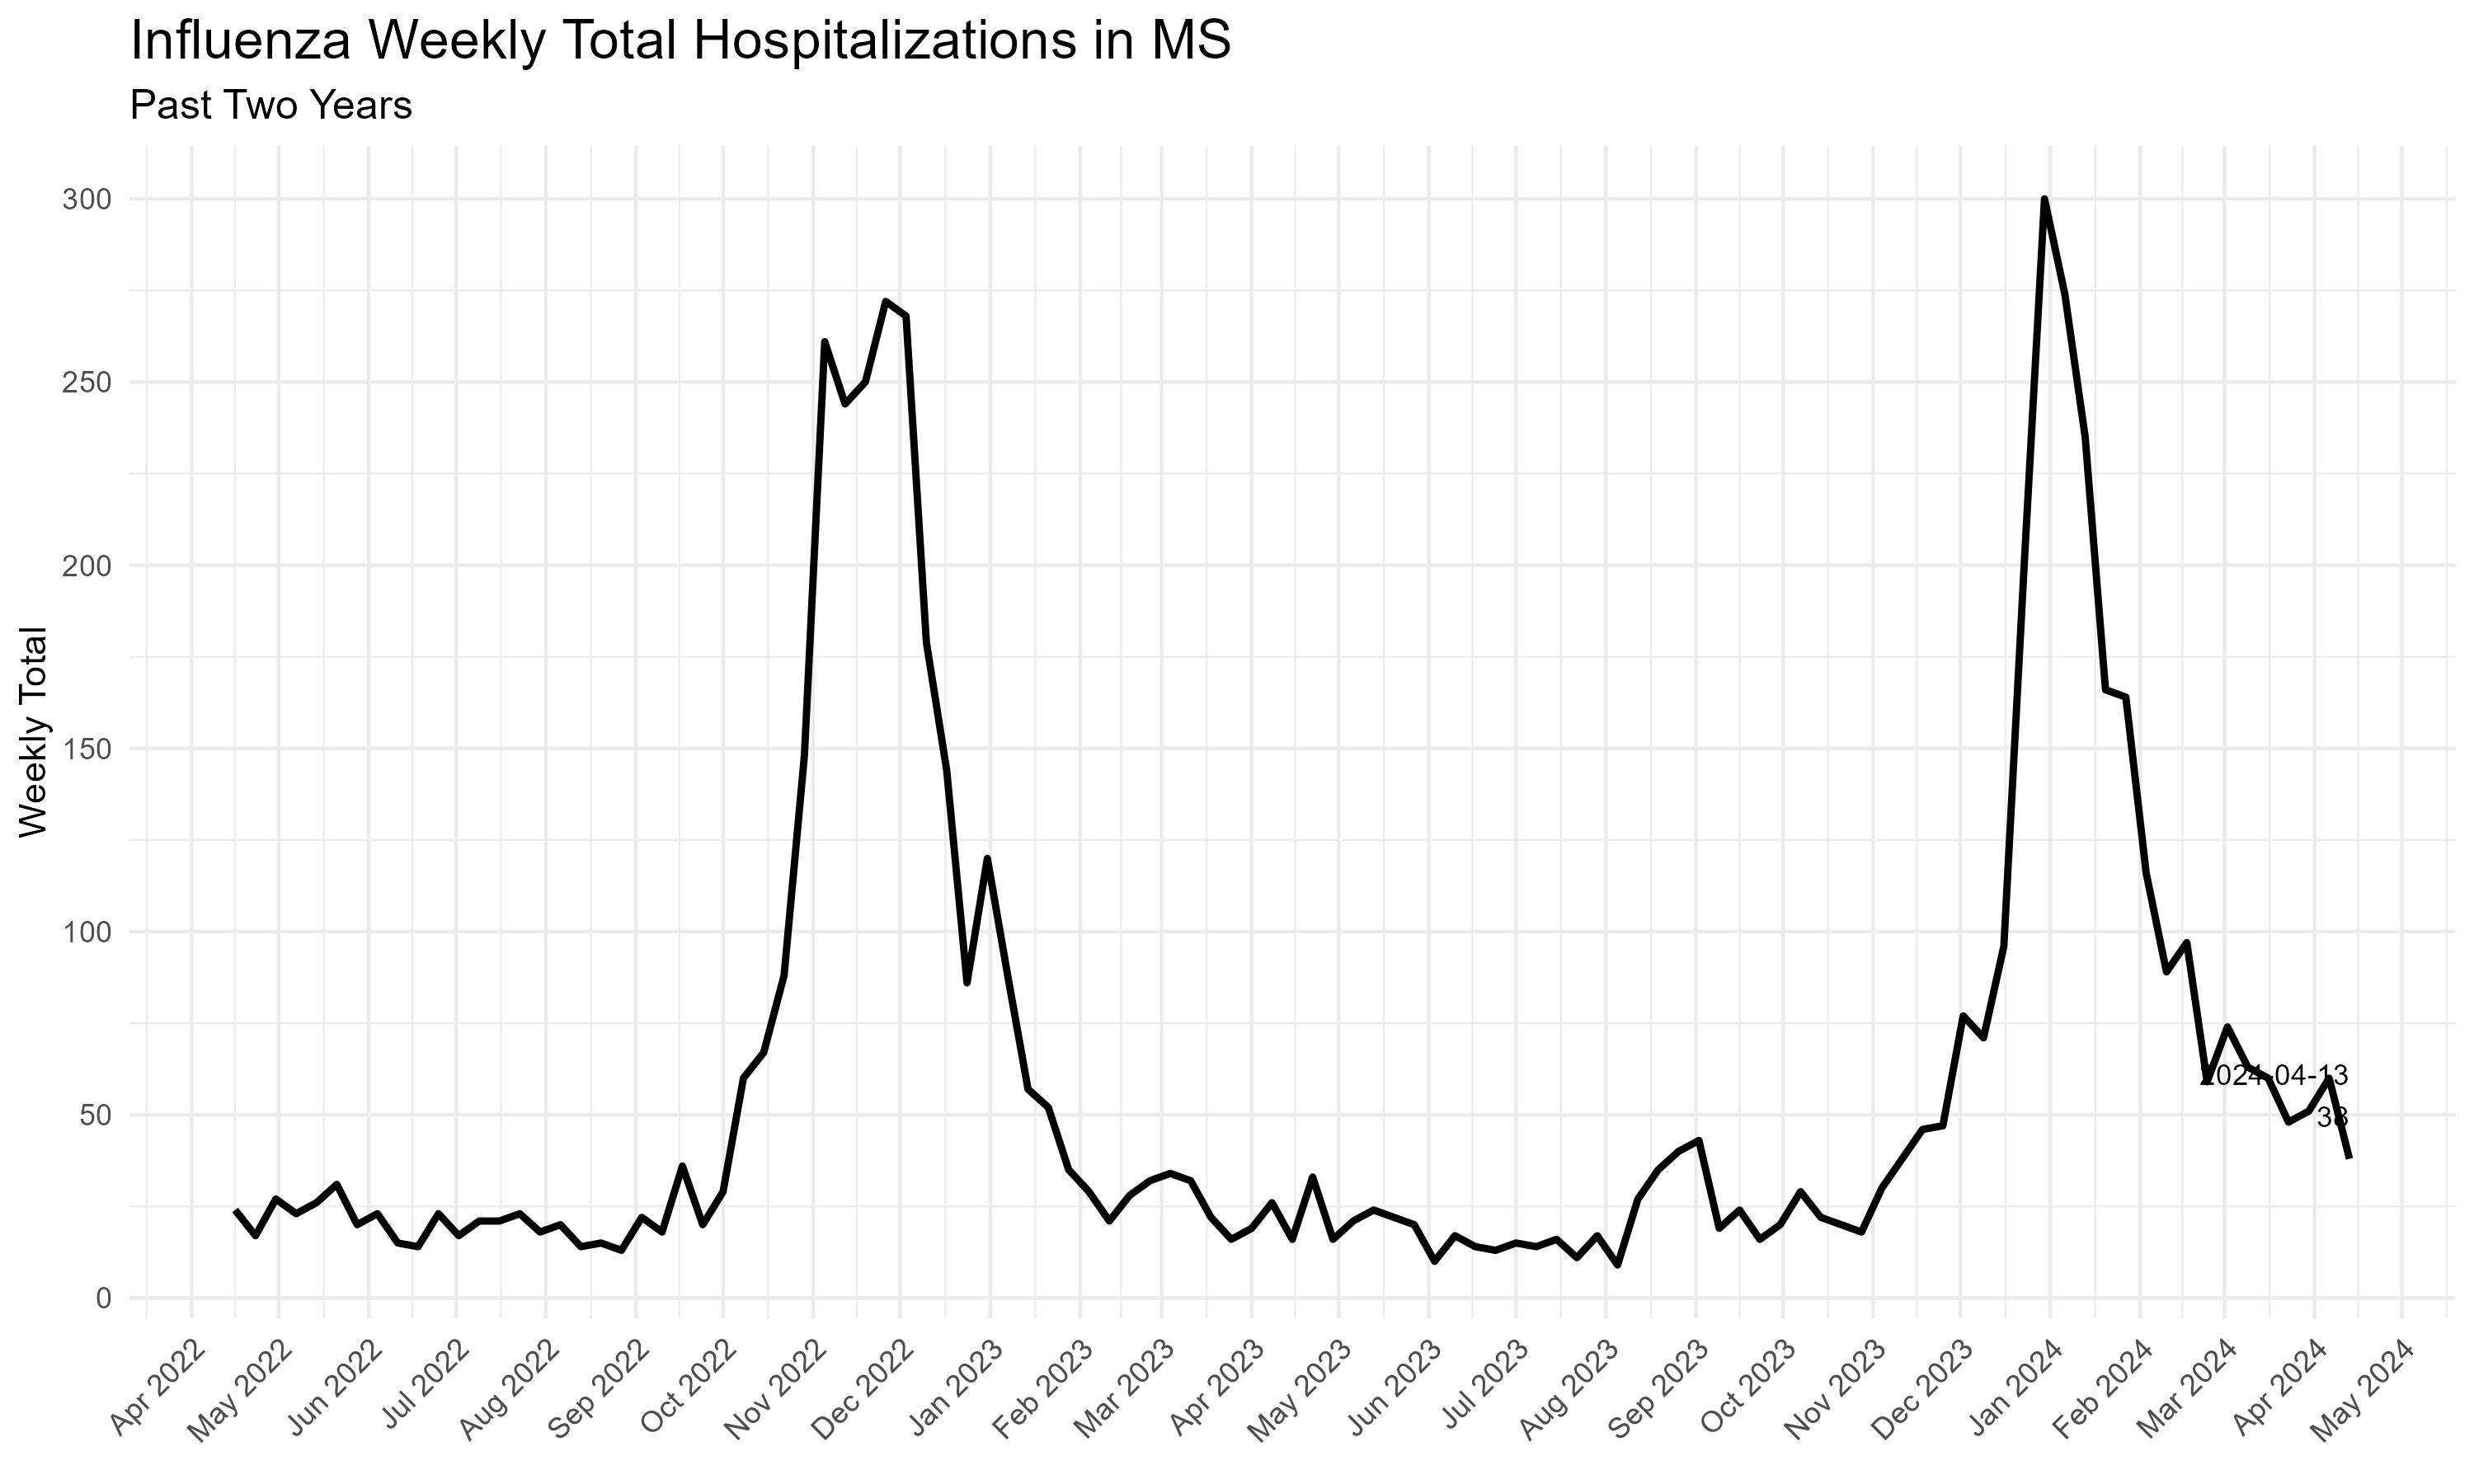 Influenza Weekly Total Hospitalizations in MS
Past Two Years
Weekly Total
300
250
200
150
100
50
0
2024-04-13
38
Apr 2022
May 2022
Jun 2022
Jul 2022
Aug 2022
Sep 2022
Oct 2022
Nov 2022
Dec 2022
Jan 2023
Feb 2023
Mar 2023
Apr 2023
May 2023
Jun 2023
Jul 2023
Aug 2023
Sep 2023
Oct 2023
Nov 2023
Dec 2023
Jan 2024
Feb 2024
Mar 2024
Apr 2024
May 2024